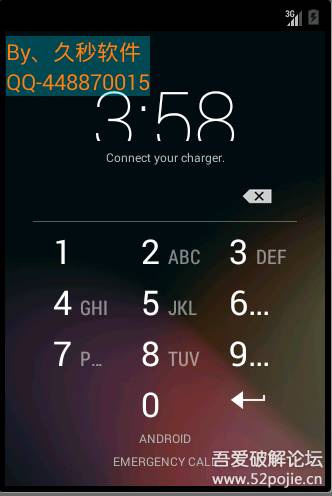 3G
By、久秒软件
QQ-448870015
3:58
Connect your charger.
1 2 ABC 3 DEF
4 GHI 5 JKL 6...
7 P... 8 TUV 9...
0
ANDROID
EMERGENCY CALL
吾爱破解论坛
www.52pojie.cn